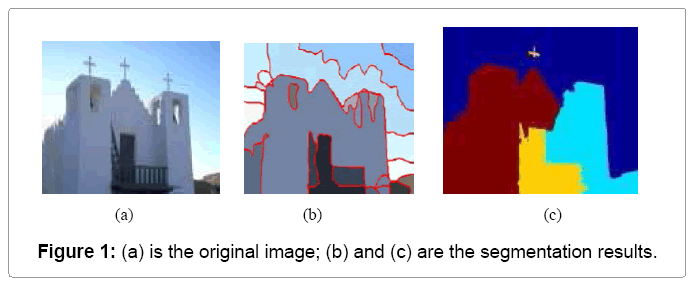 (a) (b) (c)
Figure 1: (a) is the original image; (b) and (c) are the segmentation results.